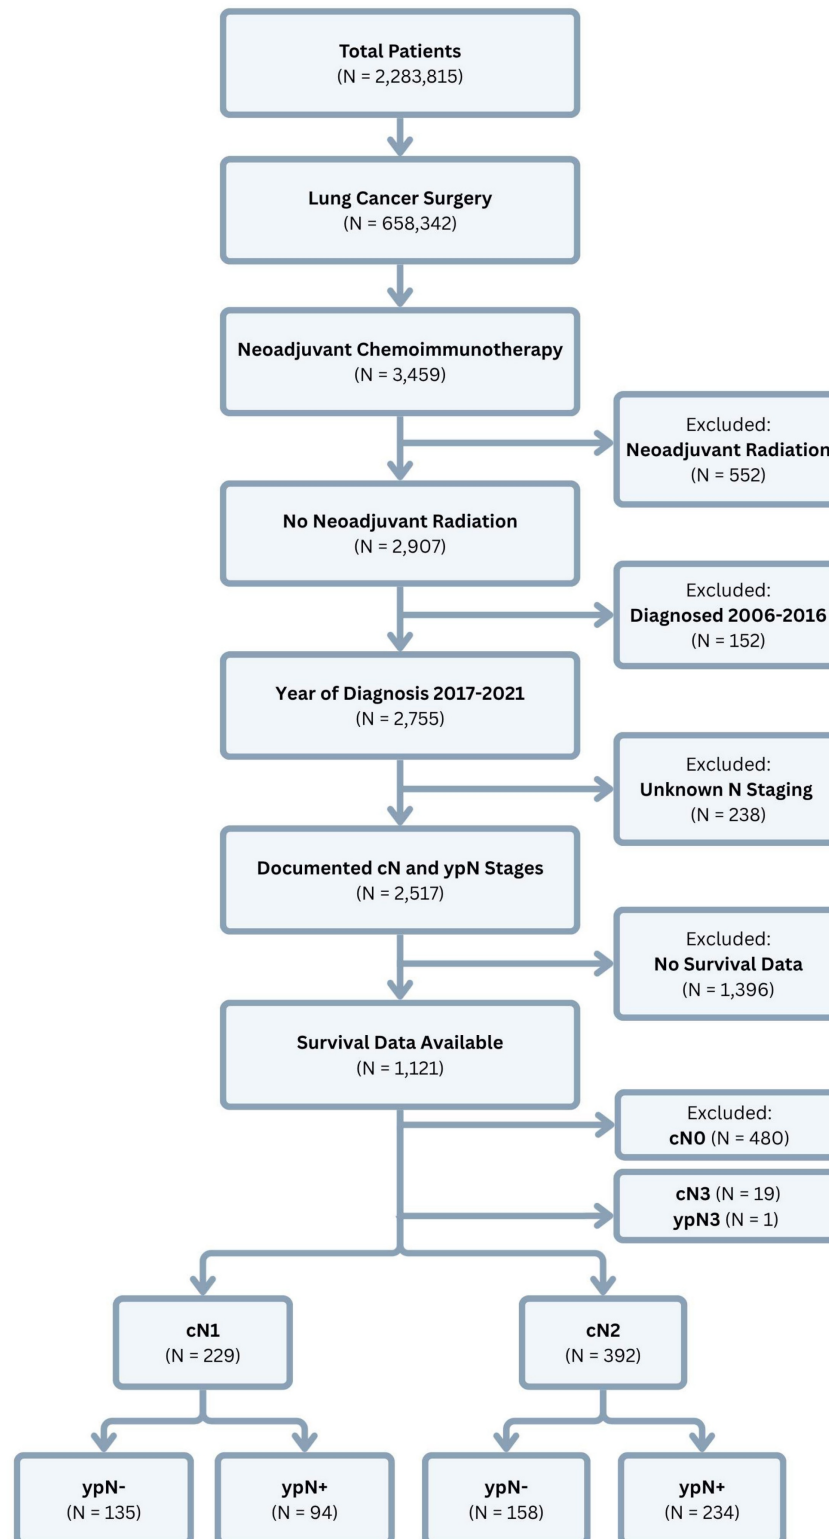 Total Patients
(N = 2,283,815)
Lung Cancer Surgery
(N = 658,342)
Neoadjuvant Chemoimmunotherapy
(N = 3,459)
Excluded:
Neoadjuvant Radiation
(N = 552)
No Neoadjuvant Radiation
(N = 2,907)
Excluded:
Diagnosed 2006-2016
(N = 152)
Year of Diagnosis 2017-2021
(N = 2,755)
Excluded:
Unknown N Staging
(N = 238)
Documented cN and ypN Stages
(N = 2,517)
Excluded:
No Survival Data
(N = 1,396)
Survival Data Available
(N = 1,121)
Excluded:
cN0 (N = 480)
cN3 (N = 19)
ypN3 (N = 1)
cN1
(N = 229)
cN2
(N = 392)
ypN-
(N = 135)
ypN+
(N = 94)
ypN-
(N = 158)
ypN+
(N = 234)